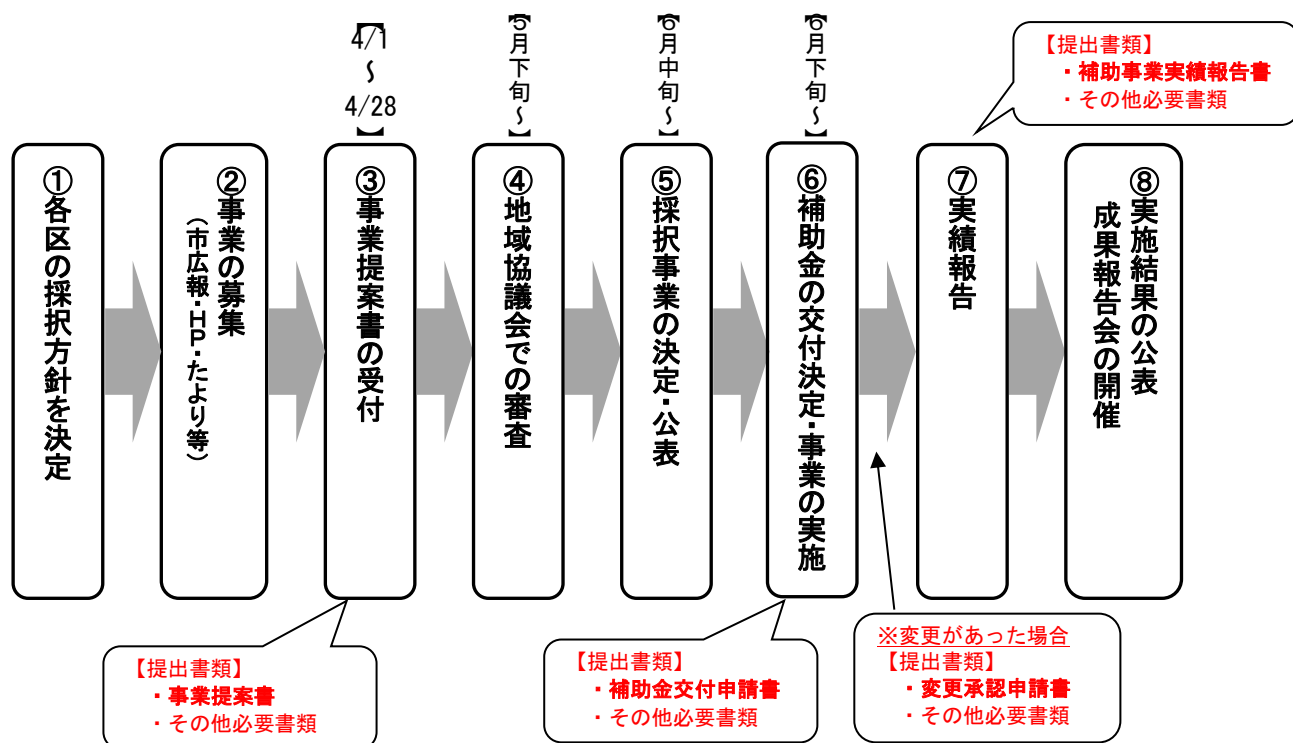 【4/1
～
4/28】
【5月下旬～】
【6月中旬～】
【6月下旬～】
【提出書類】
・補助事業実績報告書
・その他必要書類
①各区の採択方針を決定
②事業の募集
（市広報・HP・たより等）
③事業提案書の受付
④地域協議会での審査
⑤採択事業の決定・公表
⑥補助金の交付決定・事業の実施
⑦実績報告
⑧実施結果の公表
成果報告会の開催
【提出書類】
・事業提案書
・その他必要書類
【提出書類】
・補助金交付申請書
・その他必要書類
※変更があった場合
【提出書類】
・変更承認申請書
・その他必要書類